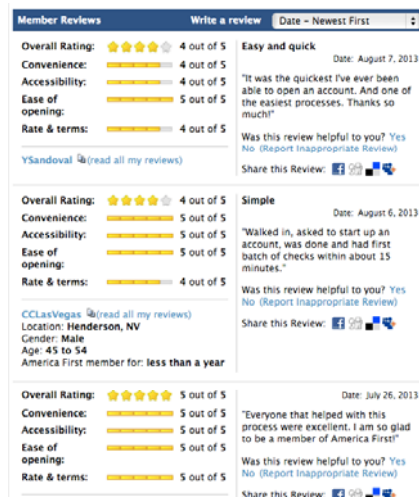 Member Reviews
Write a review
Date - Newest First
Overall Rating: 4 out of 5
Convenience: 4 out of 5
Accessibility: 4 out of 5
Ease of
opening: 5 out of 5
Rate & terms: 4 out of 5
YSandoval (read all my reviews)
Easy and quick
Date: August 7, 2013
"It was the quickest I've ever been
able to open an account. And one of
the easiest processes. Thanks so
much!"
Was this review helpful to you? Yes
No (Report Inappropriate Review)
Share this Review:
Overall Rating: 4 out of 5
Convenience: 5 out of 5
Accessibility: 5 out of 5
Ease of
opening: 5 out of 5
Rate & terms: 4 out of 5
CCLasVegas (read all my reviews)
Location: Henderson, NV
Gender: Male
Age: 45 to 54
America First member for: less than a year
Simple
Date: August 6, 2013
"Walked in, asked to start up an
account, was done and had first
batch of checks within about 15
minutes."
Was this review helpful to you? Yes
No (Report Inappropriate Review)
Share this Review:
Overall Rating: 5 out of 5
Convenience: 5 out of 5
Accessibility: 5 out of 5
Ease of
opening: 5 out of 5
Rate & terms: 5 out of 5
Date: July 26, 2013
"Everyone that helped with this
process were excellent. I am so glad
to be a member of America First!"
Was this review helpful to you? Yes
No (Report Inappropriate Review)
Share this Review: